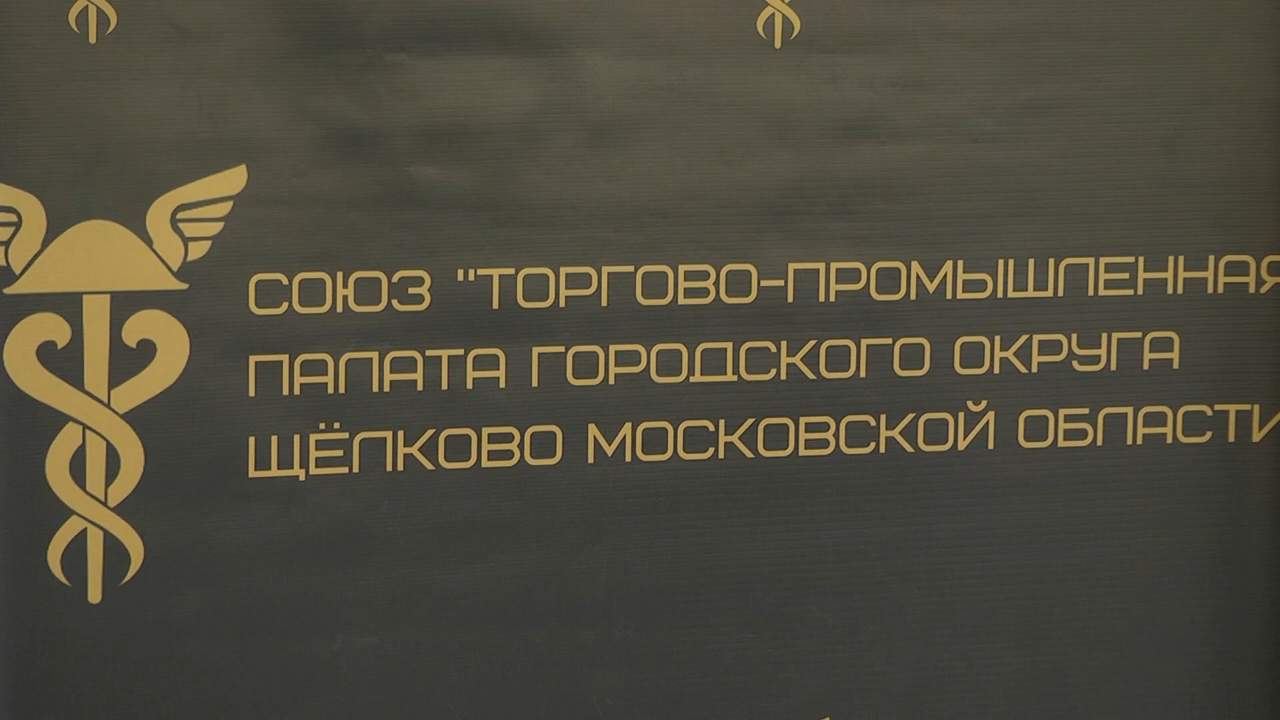 СОЮЗ "ТОРГОВО-ПРОМЫШЛЕННАЯ
ПАЛАТА ГОРОДСКОГО ОКРУГА
ЩЁЛКОВО МОСКОВСКОЙ ОБЛАСТИ